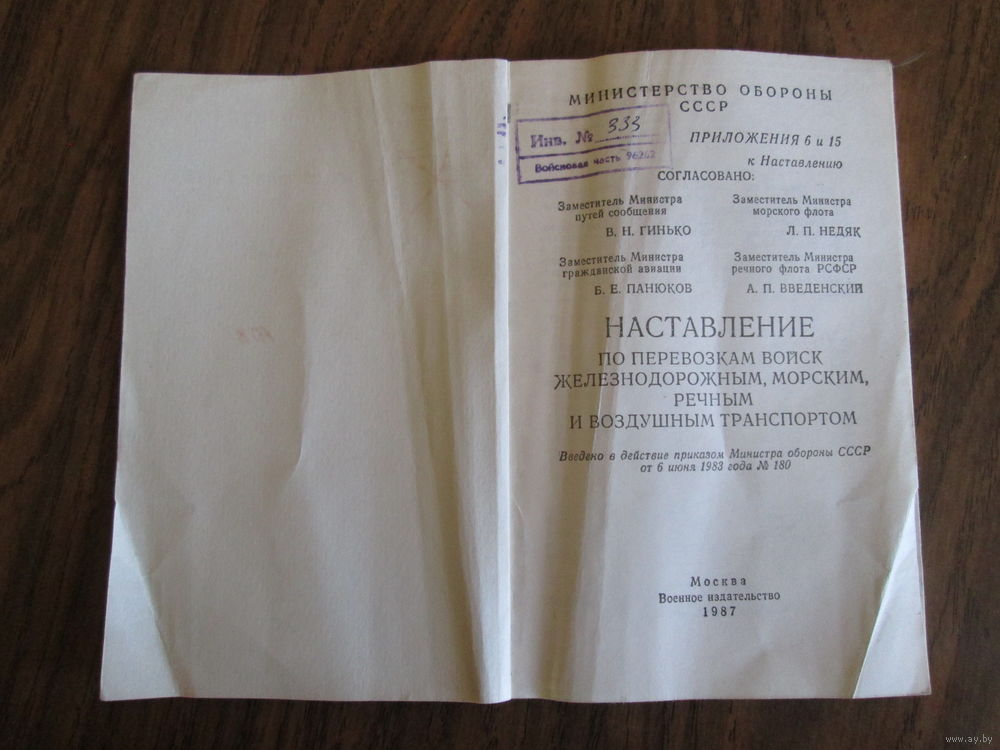 МИНИСТЕРСТВО ОБОРОНЫ
СССР
Инв. № 333
Войсковая часть 96262
ПРИЛОЖЕНИЯ 6 и 15
к Наставлению
СОГЛАСОВАНО:
Заместитель Министра
путей сообщения
В. Н. ГИНЬКО
Заместитель Министра
морского флота
Л. П. НЕДЯК
Заместитель Министра
гражданской авиации
Б. Е. ПАНЮКОВ
Заместитель Министра
речного флота РСФСР
А. П. ВВЕДЕНСКИЙ
НАСТАВЛЕНИЕ
ПО ПЕРЕВОЗКАМ ВОЙСК
ЖЕЛЕЗНОДОРОЖНЫМ, МОРСКИМ,
РЕЧНЫМ
И ВОЗДУШНЫМ ТРАНСПОРТОМ
Введено в действие приказом Министра обороны СССР
от 6 июня 1983 года № 180
Москва
Военное издательство
1987
www.ay.by